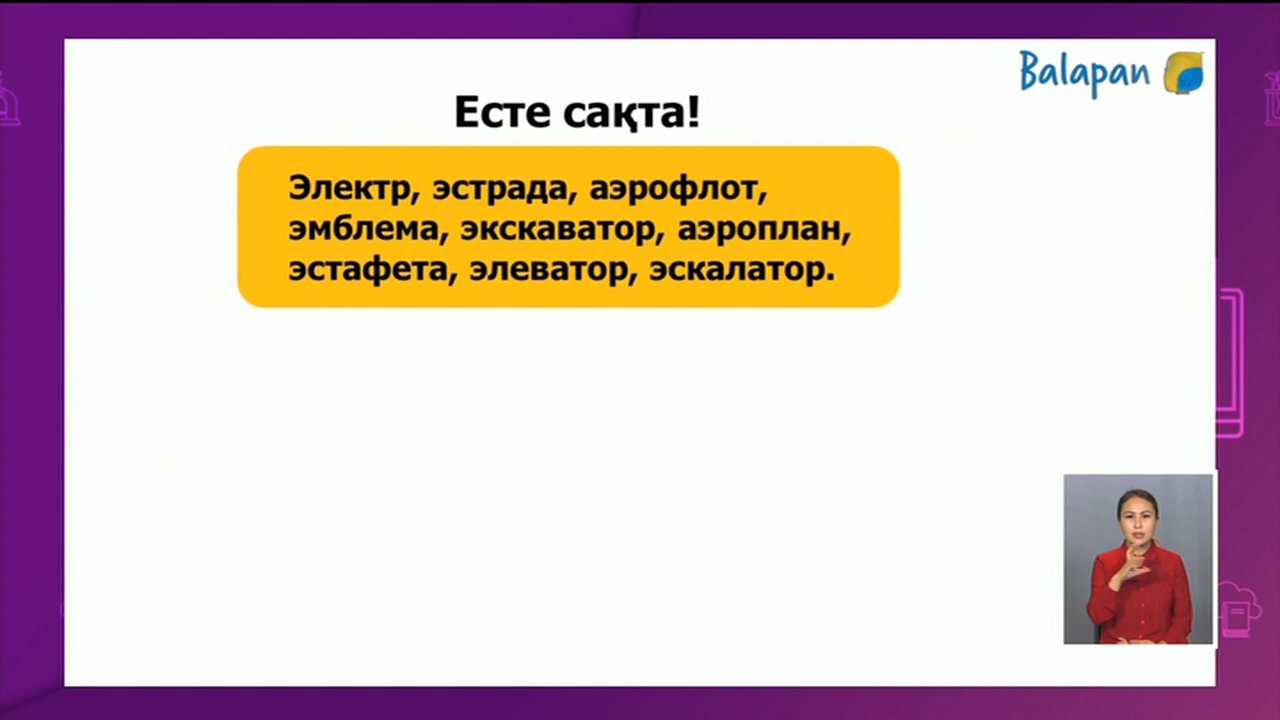 Balapan
Есте сақта!
Электр, эстрада, аэрофлот,
эмблема, экскаватор, аэроплан,
эстафета, элеватор, эскалатор.